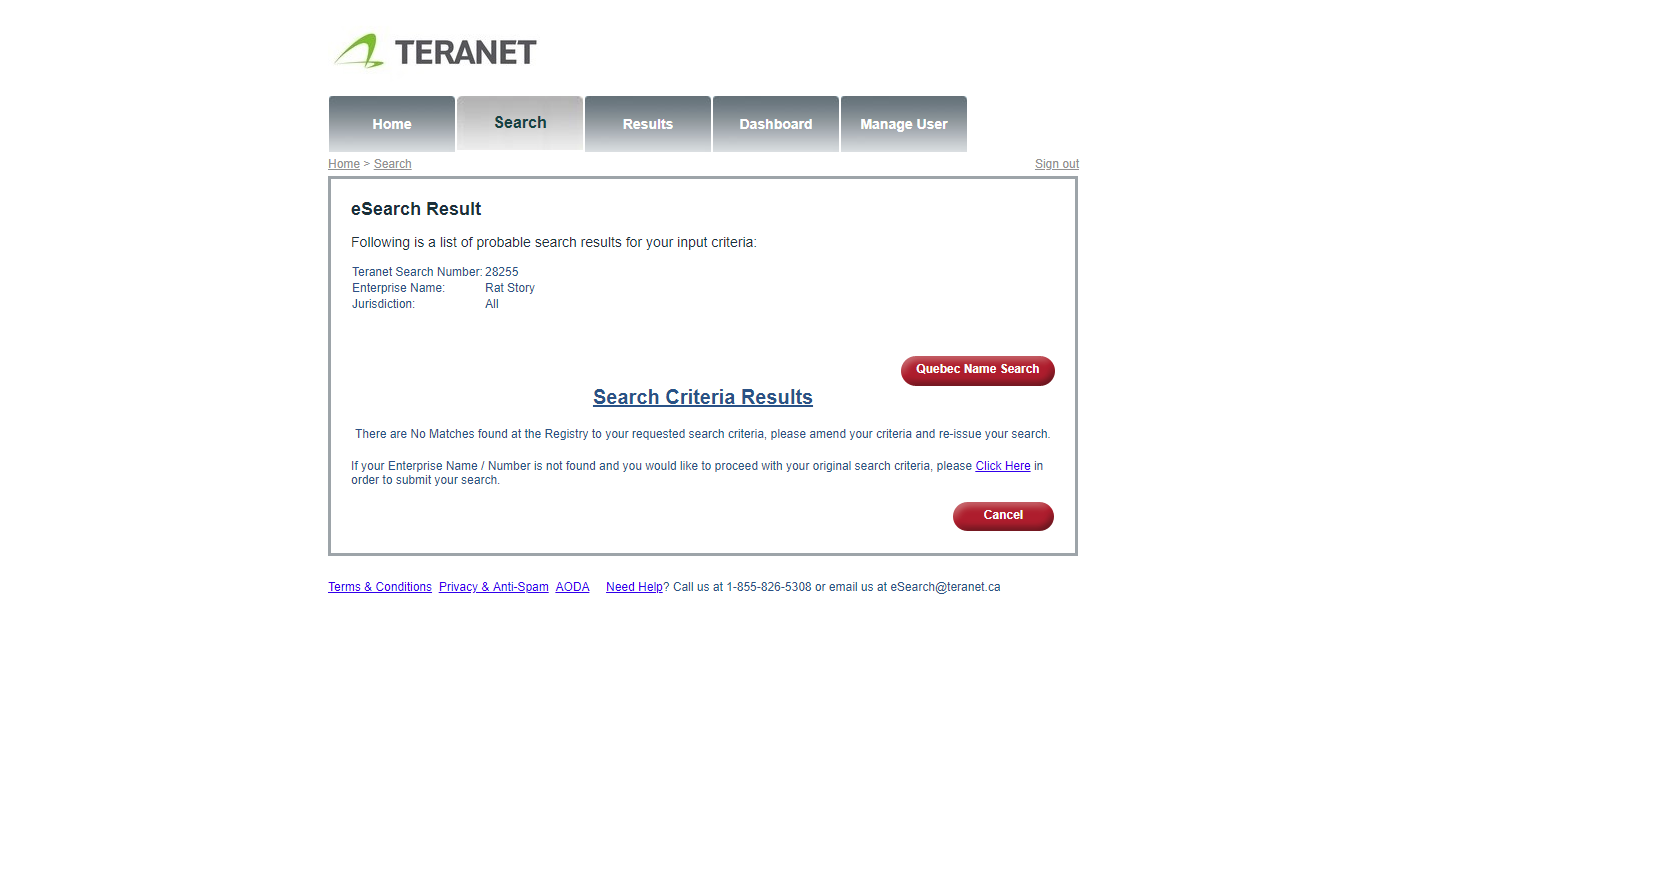 TERANET
Home
Search
Results
Dashboard
Manage User
Home > Search
Sign out
eSearch Result
Following is a list of probable search results for your input criteria:
Teranet Search Number: 28255
Enterprise Name: Rat Story
Jurisdiction: All
Quebec Name Search
Search Criteria Results
There are No Matches found at the Registry to your requested search criteria, please amend your criteria and re-issue your search.
If your Enterprise Name / Number is not found and you would like to proceed with your original search criteria, please Click Here in
order to submit your search.
Cancel
Terms & Conditions Privacy & Anti-Spam AODA Need Help? Call us at 1-855-826-5308 or email us at eSearch@teranet.ca